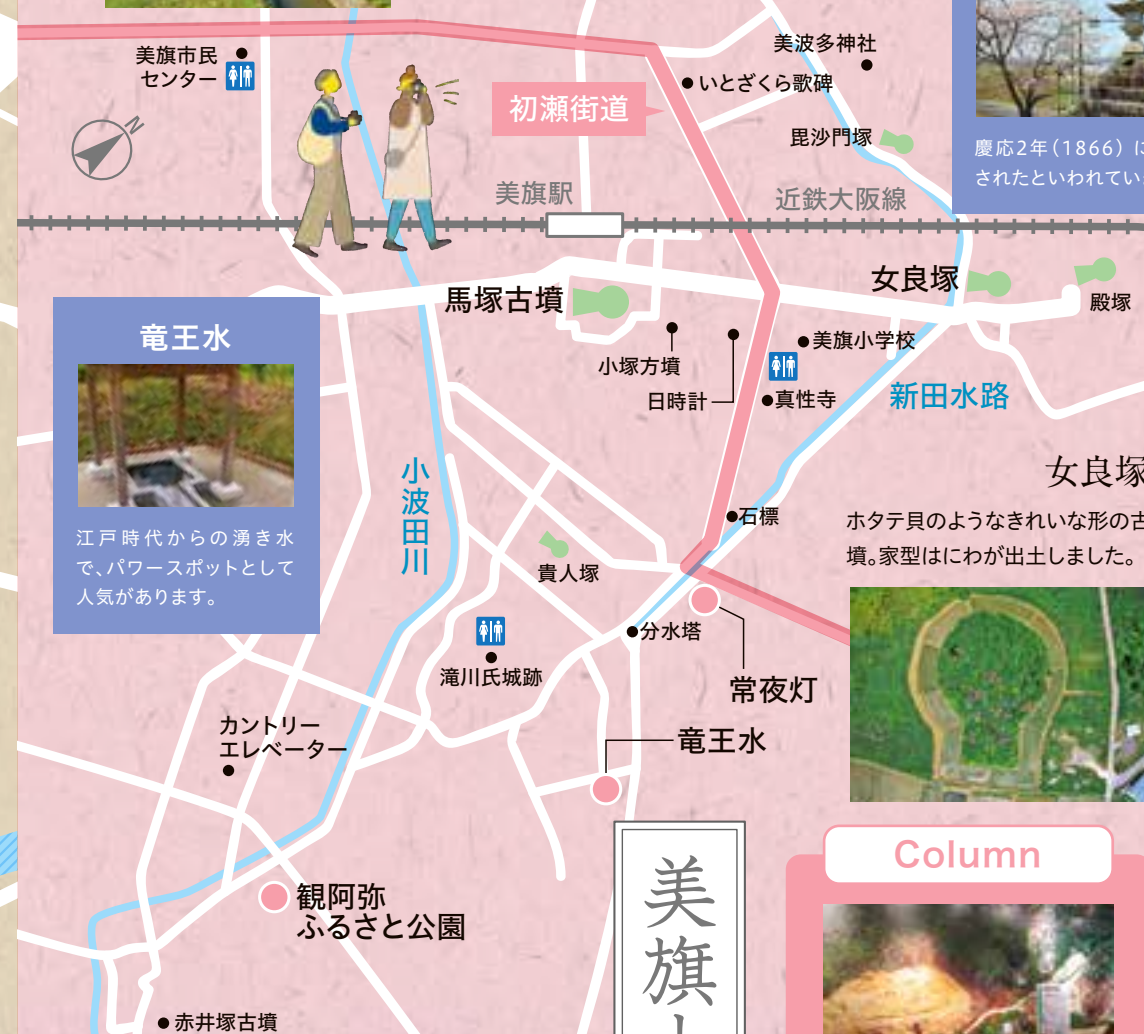 美旗市民
センター
N
初瀬街道
いとざくら歌碑
美波多神社
毘沙門塚
慶応2年(1866)に
されたといわれてい
美旗駅
近鉄大阪線
馬塚古墳
女良塚
殿塚
小塚方墳
日時計
美旗小学校
真性寺
新田水路
竜王水
江戸時代からの湧き水
で、パワースポットとして
人気があります。
小波田川
石標
女良塚
ホタテ貝のようなきれいな形の古
墳。家型はにわが出土しました。
貴人塚
分水塔
滝川氏城跡
常夜灯
竜王水
カントリー
エレベーター
観阿弥
ふるさと公園
赤井塚古墳
美旗
Column